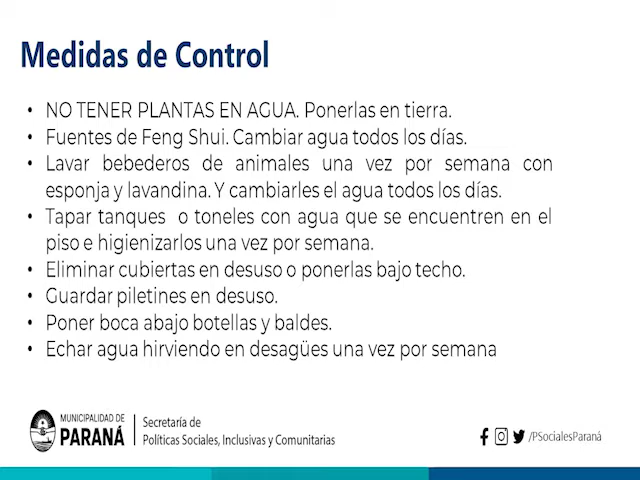 Medidas de Control
• NO TENER PLANTAS EN AGUA. Ponerlas en tierra.
• Fuentes de Feng Shui. Cambiar agua todos los días.
• Lavar bebederos de animales una vez por semana con
esponja y lavandina. Y cambiarles el agua todos los días.
• Tapar tanques o toneles con agua que se encuentren en el
piso e higienizarlos una vez por semana.
• Eliminar cubiertas en desuso o ponerlas bajo techo.
• Guardar piletines en desuso.
• Poner boca abajo botellas y baldes.
• Echar agua hirviendo en desagües una vez por semana
MUNICIPALIDAD DE
PARANÁ
Secretaría de
Políticas Sociales, Inclusivas y Comunitarias
/PSocialesParaná